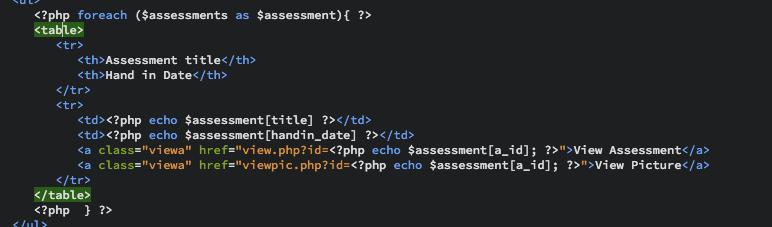 <ul>
<?php foreach ($assessments as $assessment){ ?>
<table>
<tr>
<th>Assessment title</th>
<th>Hand in Date</th>
</tr>
<tr>
<td><?php echo $assessment[title] ?></td>
<td><?php echo $assessment[handin_date] ?></td>
<a class="viewa" href="view.php?id=<?php echo $assessment[a_id]; ?>">View Assessment</a>
<a class="viewa" href="viewpic.php?id=<?php echo $assessment[a_id]; ?>">View Picture</a>
</tr>
</table>
<?php  } ?>
</ul>